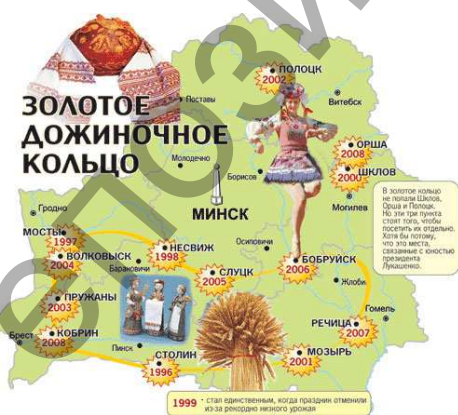 ЗОЛОТОЕ
ДОЖИНОЧНОЕ
КОЛЬЦО
ПОЛОЦК
2002
Поставы
Витебск
ОРША
2008
ШКЛОВ
2000
Молодечно
Борисов
МИНСК
Могилев
В золотое кольцо
не попали Шклов,
Орша и Полоцк.
Но эти три пункта
стоят того, чтобы
посетить их отдельно.
Хотя бы потому,
что это места,
связанные с юностью
президента
Лукашенко.
Гродно
МОСТЫ
1997
ВОЛКОВЫСК
2004
НЕСВИЖ
1998
Барановичи
Осиповичи
СЛУЦК
2005
БОБРУЙСК
2006
Жлоби
ПРУЖАНЫ
2003
Гомель
РЕЧИЦА
2007
Брест
КОБРИН
2008
Пинск
СТОЛИН
1996
МОЗЫРЬ
2001
1999 · стал единственным, когда праздник отменили
из-за рекордно низкого урожая